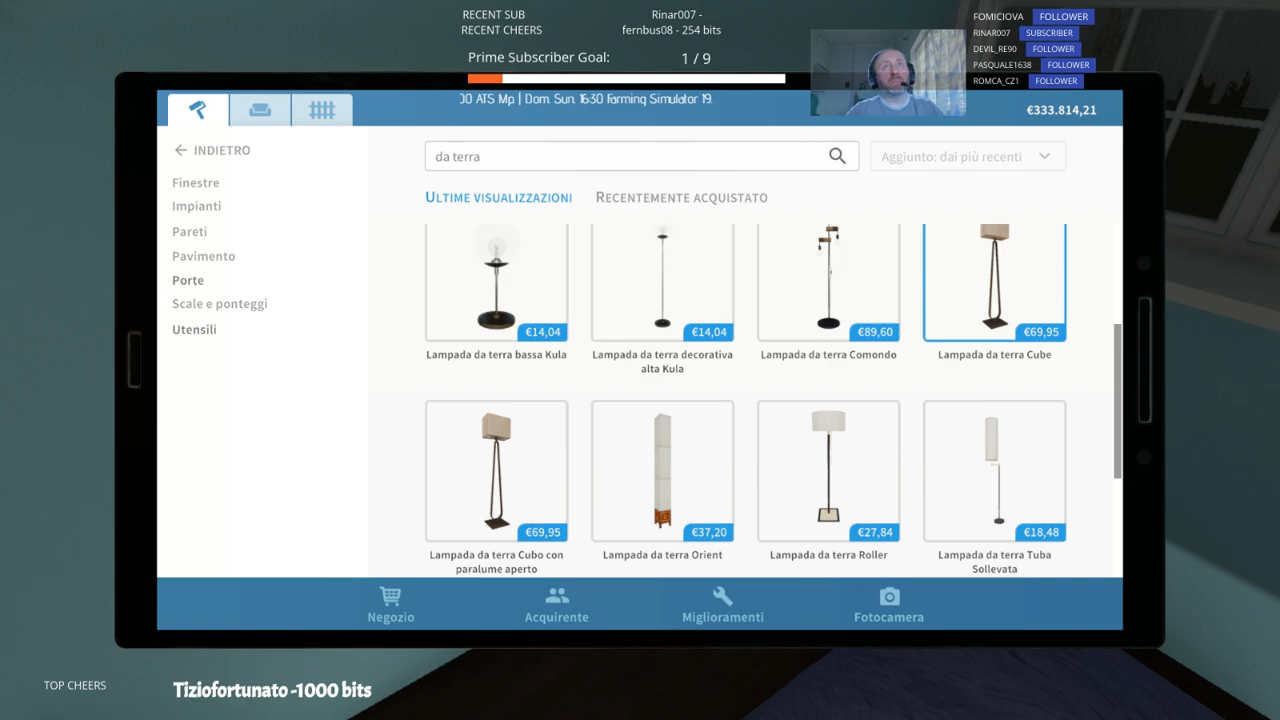 RECENT SUB
Rinar007 -
RECENT CHEERS
fernbus08 - 254 bits
Prime Subscriber Goal:
1 / 9
FOMICIOVA FOLLOWER
RINAR007 SUBSCRIBER
DEVIL_RE90 FOLLOWER
PASQUALE1638 FOLLOWER
ROMCA_CZ1 FOLLOWER
00 ATS Mp | Dom. Sun. 16:30 Farming Simulator 19.
€333.814,21
INDIETRO
Finestre
Impianti
Pareti
Pavimento
Porte
Scale e ponteggi
Utensili
da terra
Aggiunto: dai più recenti
ULTIME VISUALIZZAZIONI
RECENTEMENTE ACQUISTATO
€14,04
€14,04
€89,60
€69,95
Lampada da terra bassa Kula
Lampada da terra decorativa
alta Kula
Lampada da terra Comondo
Lampada da terra Cube
€69,95
€37,20
€27,84
€18,48
Lampada da terra Cubo con
paralume aperto
Lampada da terra Orient
Lampada da terra Roller
Lampada da terra Tuba
Sollevata
Negozio
Acquirente
Miglioramenti
Fotocamera
TOP CHEERS
Tiziofortunato -1000 bits